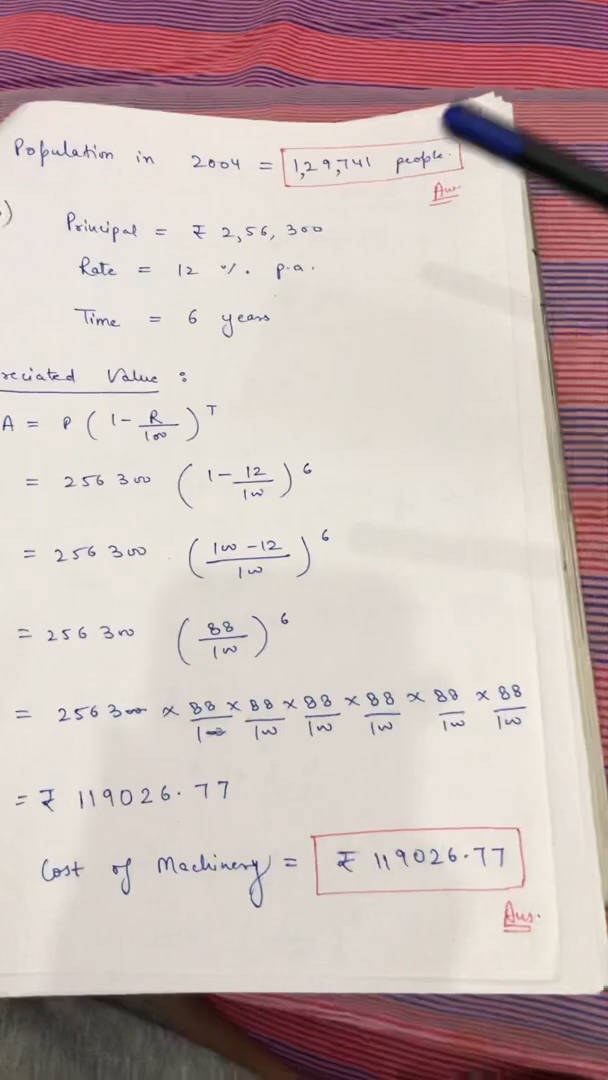 Population in 2004 = 1,29,741 people.
Ans.
)
Principal = ₹ 2,56,300
Rate = 12 %. p.a.
Time = 6 years
reciated Value :
A = P (1 - R/100)^T
= 256300 (1 - 12/100)^6
= 256300 (100 - 12/100)^6
= 256300 (88/100)^6
= 256300 × 88/100 × 88/100 × 88/100 × 88/100 × 88/100 × 88/100
= ₹ 119026.77
Cost of Machinery = ₹ 119026.77
Ans.